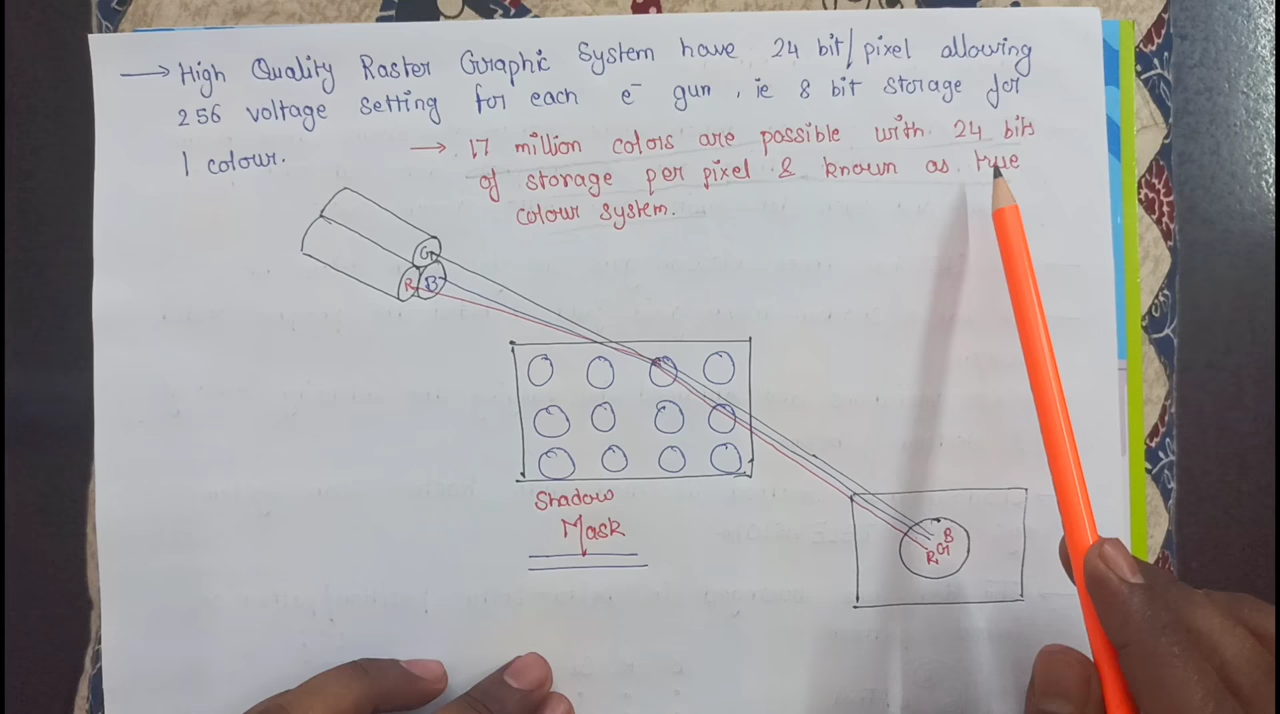 → High Quality Raster Graphic System have 24 bit/pixel allowing
256 voltage setting for each e⁻ gun, ie 8 bit storage for
1 colour.
→ 17 million colors are possible with 24 bits
of storage per pixel & known as true
colour system.
G
R B
Shadow
Mask
B
R G